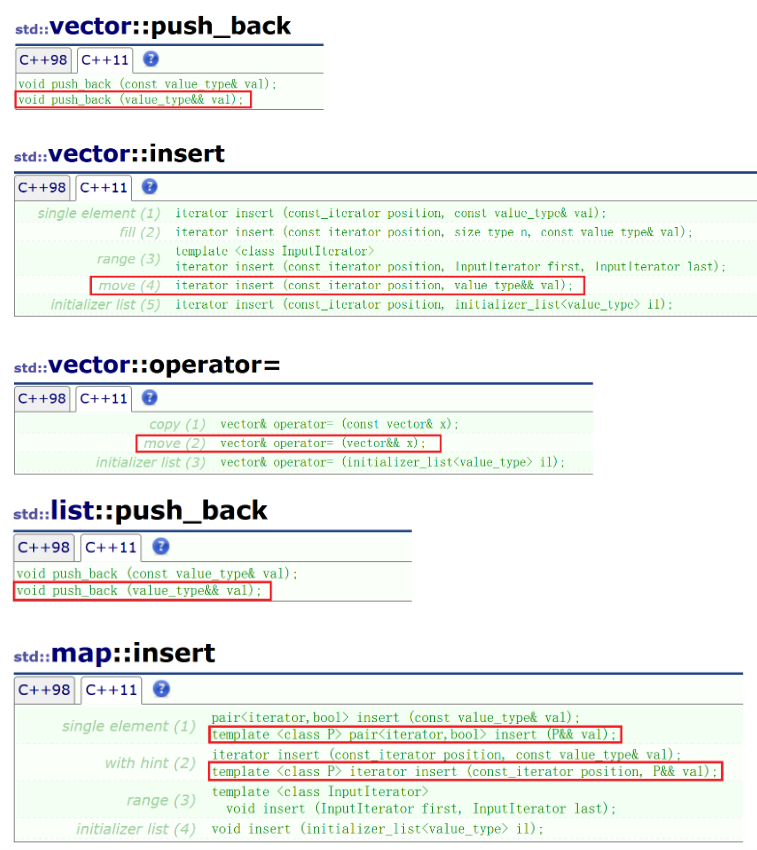 std::vector::push_back
C++98 C++11 ?
void push_back (const value_type& val);
void push_back (value_type&& val);
std::vector::insert
C++98 C++11 ?
single element (1) iterator insert (const_iterator position, const value_type& val);
fill (2) iterator insert (const_iterator position, size_type n, const value_type& val);
template <class InputIterator>
range (3) iterator insert (const_iterator position, InputIterator first, InputIterator last);
move (4) iterator insert (const_iterator position, value_type&& val);
initializer list (5) iterator insert (const_iterator position, initializer_list<value_type> il);
std::vector::operator=
C++98 C++11 ?
copy (1) vector& operator= (const vector& x);
move (2) vector& operator= (vector&& x);
initializer list (3) vector& operator= (initializer_list<value_type> il);
std::list::push_back
C++98 C++11 ?
void push_back (const value_type& val);
void push_back (value_type&& val);
std::map::insert
C++98 C++11 ?
single element (1) pair<iterator,bool> insert (const value_type& val);
template <class P> pair<iterator,bool> insert (P&& val);
with hint (2) iterator insert (const_iterator position, const value_type& val);
template <class P> iterator insert (const_iterator position, P&& val);
range (3) template <class InputIterator>
void insert (InputIterator first, InputIterator last);
initializer list (4) void insert (initializer_list<value_type> il);